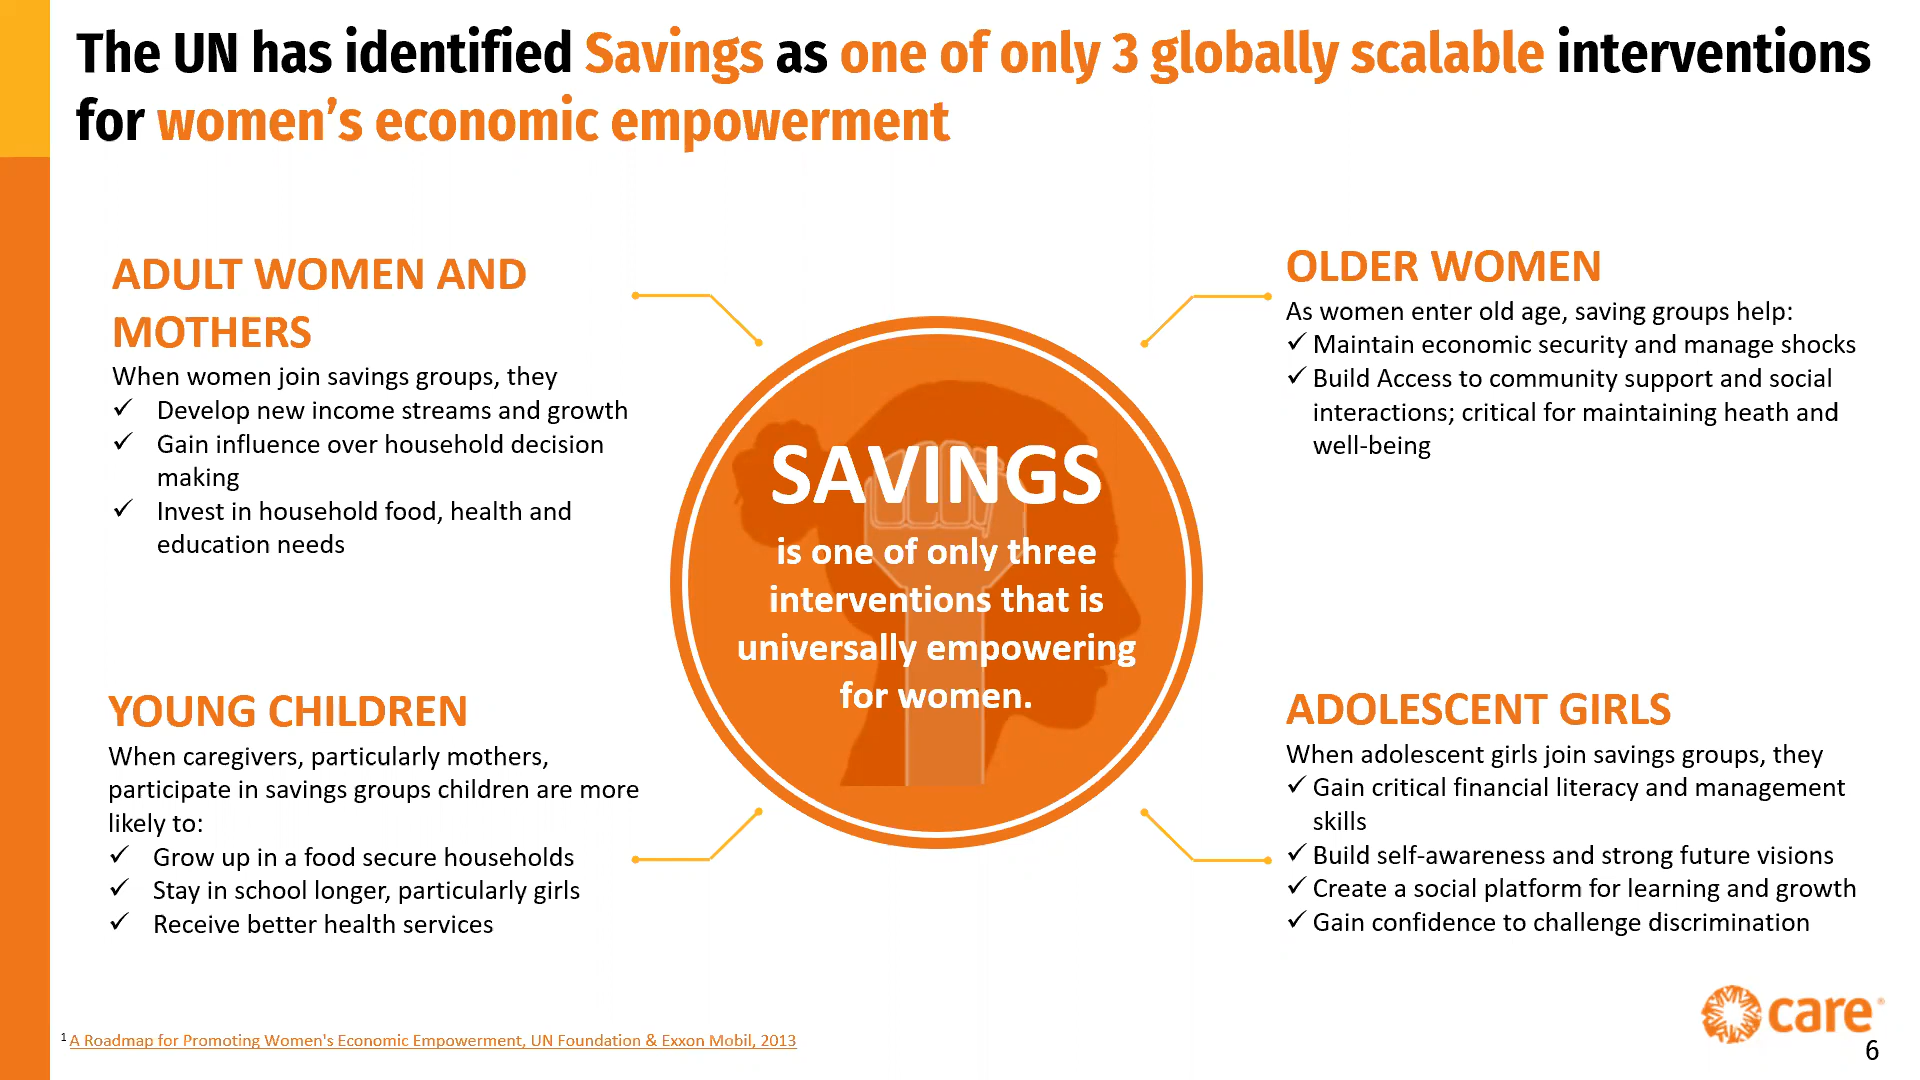 The UN has identified Savings as one of only 3 globally scalable interventions
for women's economic empowerment
ADULT WOMEN AND
MOTHERS
When women join savings groups, they
✓ Develop new income streams and growth
✓ Gain influence over household decision
making
✓ Invest in household food, health and
education needs
YOUNG CHILDREN
When caregivers, particularly mothers,
participate in savings groups children are more
likely to:
✓ Grow up in a food secure households
✓ Stay in school longer, particularly girls
✓ Receive better health services
SAVINGS
is one of only three
interventions that is
universally empowering
for women.
OLDER WOMEN
As women enter old age, saving groups help:
✓ Maintain economic security and manage shocks
✓ Build Access to community support and social
interactions; critical for maintaining heath and
well-being
ADOLESCENT GIRLS
When adolescent girls join savings groups, they
✓ Gain critical financial literacy and management
skills
✓ Build self-awareness and strong future visions
✓ Create a social platform for learning and growth
✓ Gain confidence to challenge discrimination
1 A Roadmap for Promoting Women's Economic Empowerment, UN Foundation & Exxon Mobil, 2013
care®
6